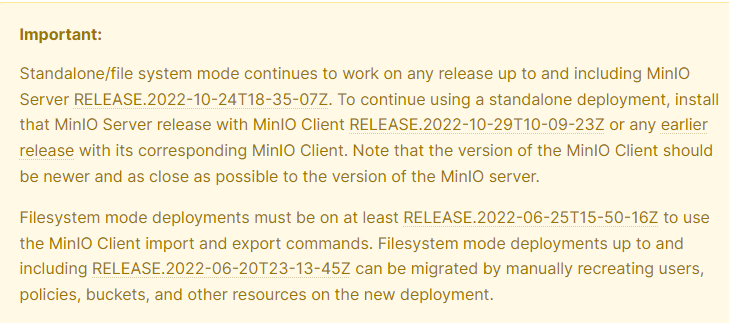 Important:
Standalone/file system mode continues to work on any release up to and including MinIO
Server RELEASE.2022-10-24T18-35-07Z. To continue using a standalone deployment, install
that MinIO Server release with MinIO Client RELEASE.2022-10-29T10-09-23Z or any earlier
release with its corresponding MinIO Client. Note that the version of the MinIO Client should
be newer and as close as possible to the version of the MinIO server.
Filesystem mode deployments must be on at least RELEASE.2022-06-25T15-50-16Z to use
the MinIO Client import and export commands. Filesystem mode deployments up to and
including RELEASE.2022-06-20T23-13-45Z can be migrated by manually recreating users,
policies, buckets, and other resources on the new deployment.